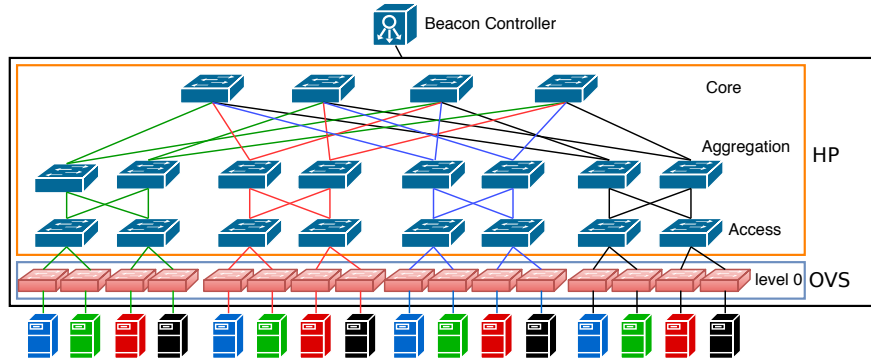 Beacon Controller
Core
Aggregation
HP
Access
level 0
OVS